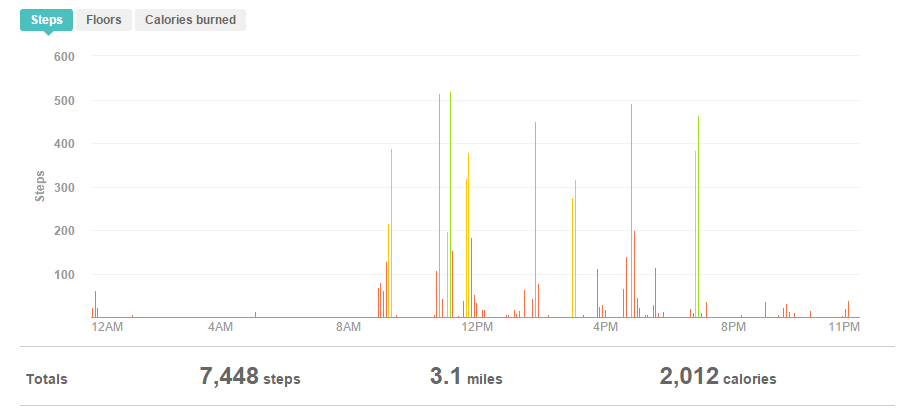 Steps Floors Calories burned
600
500
400
300
200
100
Steps
12AM 4AM 8AM 12PM 4PM 8PM 11PM
Totals 7,448 steps 3.1 miles 2,012 calories